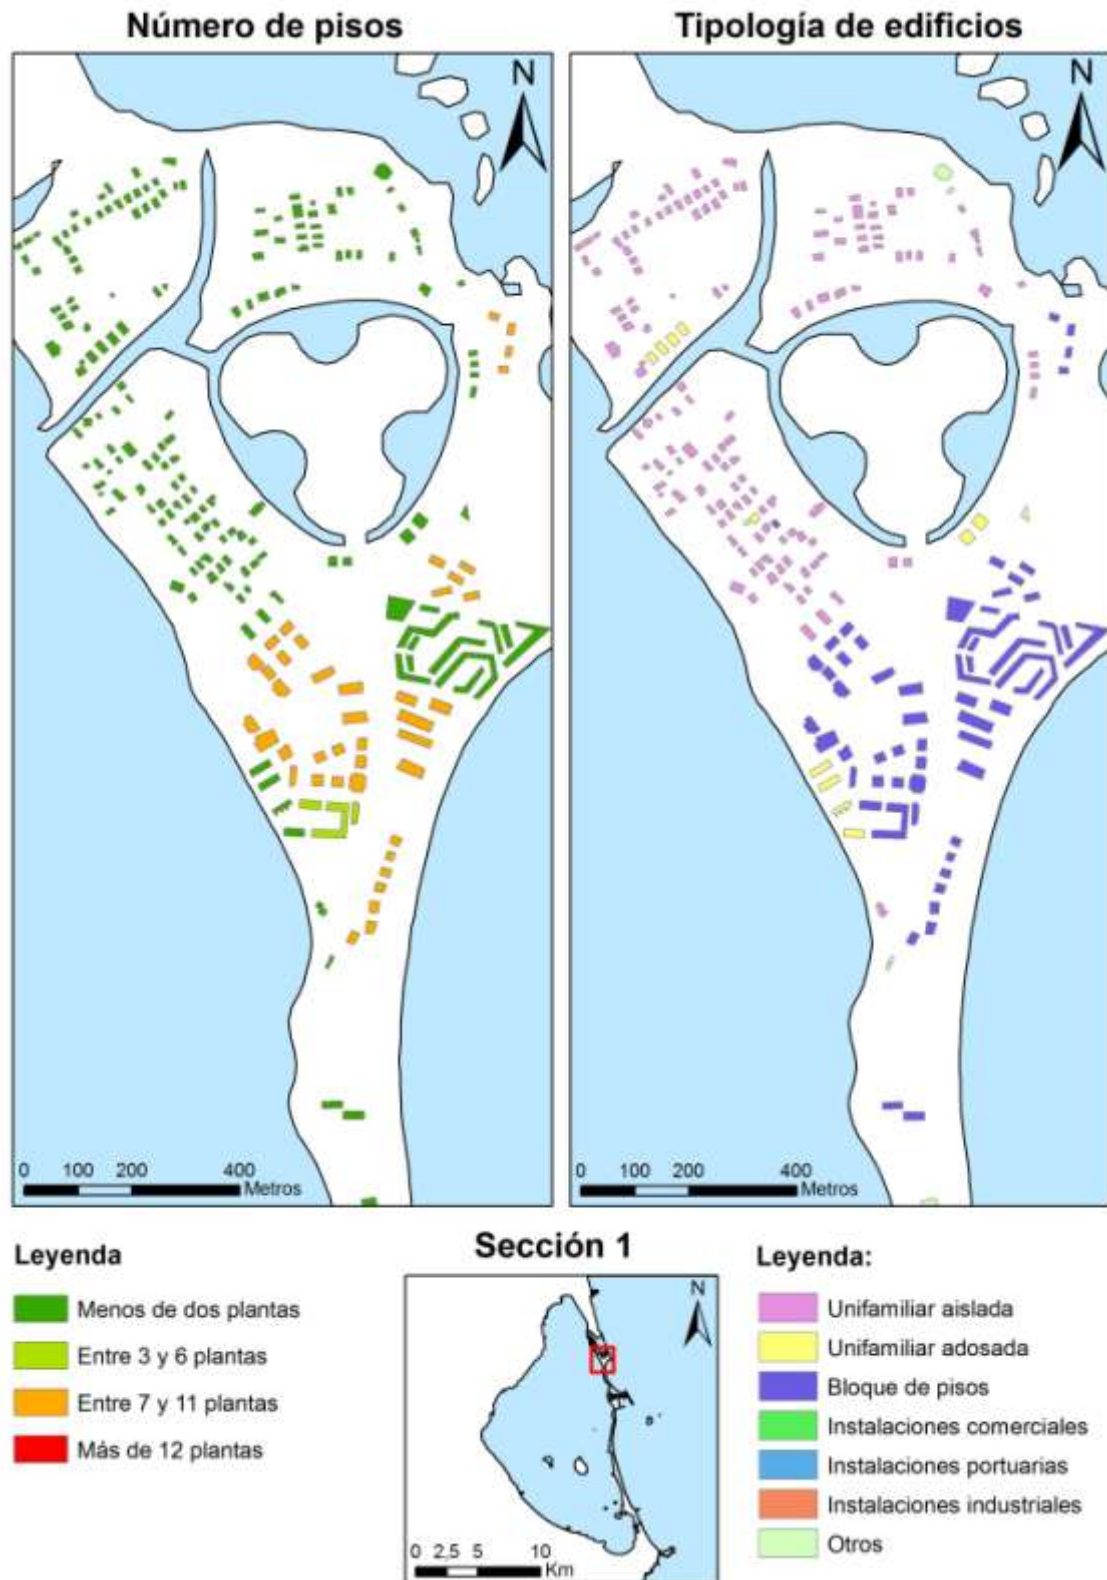 Número de pisos
Tipología de edificios
N
N
0 100 200 400
Metros
0 100 200 400
Metros
Leyenda
Menos de dos plantas
Entre 3 y 6 plantas
Entre 7 y 11 plantas
Más de 12 plantas
Sección 1
N
0 2,5 5 10
Km
Leyenda:
Unifamiliar aislada
Unifamiliar adosada
Bloque de pisos
Instalaciones comerciales
Instalaciones portuarias
Instalaciones industriales
Otros